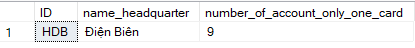 ID name_headquarter number_of_account_only_one_card
1 HDB Điện Biên 9